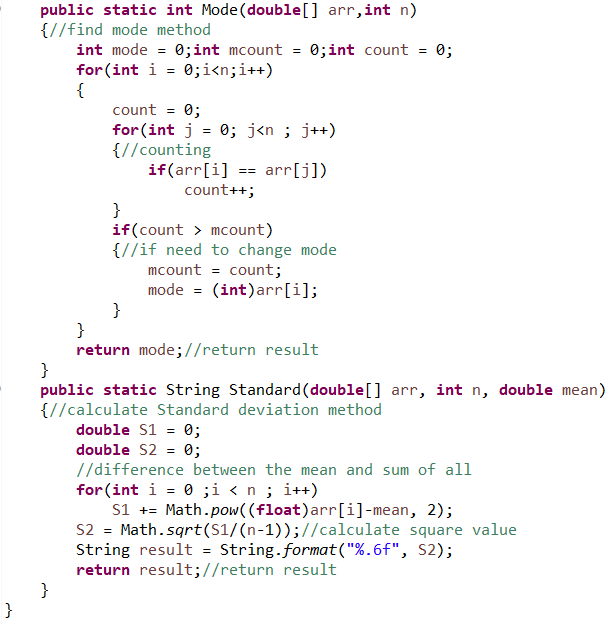 public static int Mode(double[] arr,int n)
{//find mode method
int mode = 0;int mcount = 0;int count = 0;
for(int i = 0;i<n;i++)
{
count = 0;
for(int j = 0; j<n ; j++)
{//counting
if(arr[i] == arr[j])
count++;
}
if(count > mcount)
{//if need to change mode
mcount = count;
mode = (int)arr[i];
}
}
return mode;//return result
}
public static String Standard(double[] arr, int n, double mean)
{//calculate Standard deviation method
double S1 = 0;
double S2 = 0;
//difference between the mean and sum of all
for(int i = 0 ;i < n ; i++)
S1 += Math.pow((float)arr[i]-mean, 2);
S2 = Math.sqrt(S1/(n-1));//calculate square value
String result = String.format("%.6f", S2);
return result;//return result
}
}